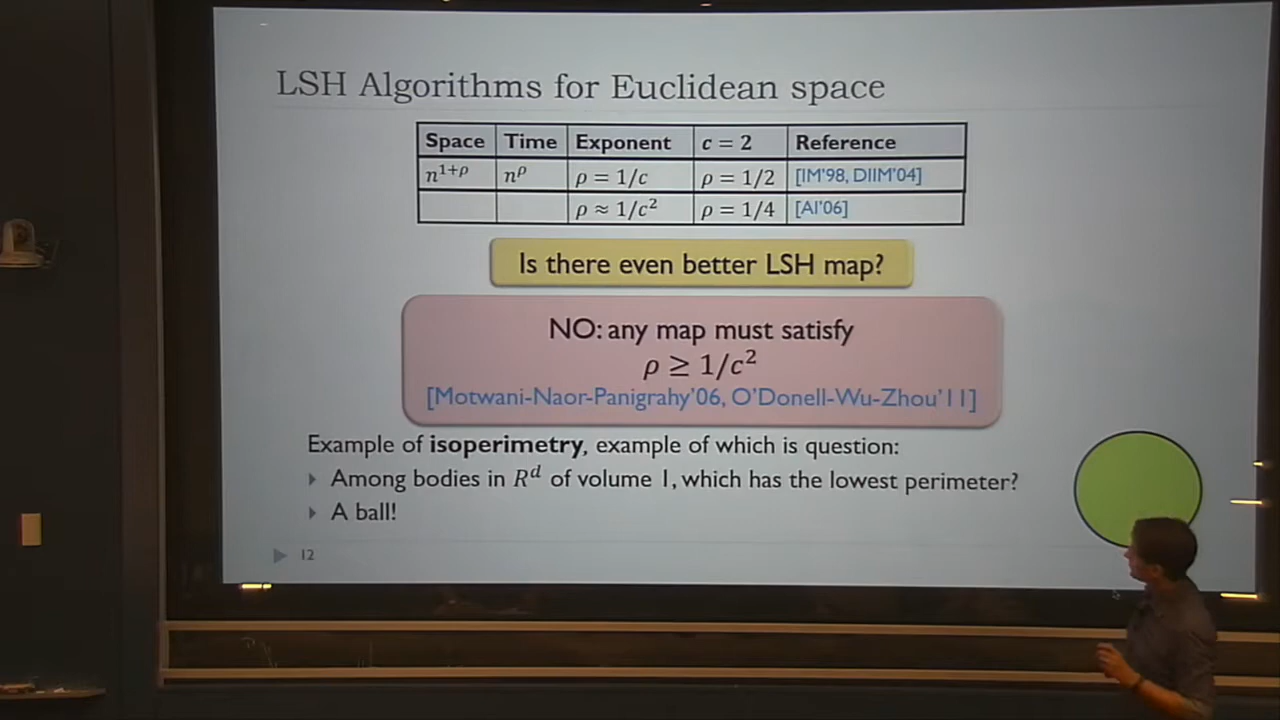 LSH Algorithms for Euclidean space
Space Time Exponent c = 2 Reference
n^{1+ρ} n^ρ ρ = 1/c ρ = 1/2 [IM'98, DIIM'04]
ρ ≈ 1/c² ρ = 1/4 [AI'06]
Is there even better LSH map?
NO: any map must satisfy
ρ ≥ 1/c²
[Motwani-Naor-Panigrahy'06, O'Donell-Wu-Zhou'11]
Example of isoperimetry, example of which is question:
Among bodies in R^d of volume 1, which has the lowest perimeter?
A ball!
12